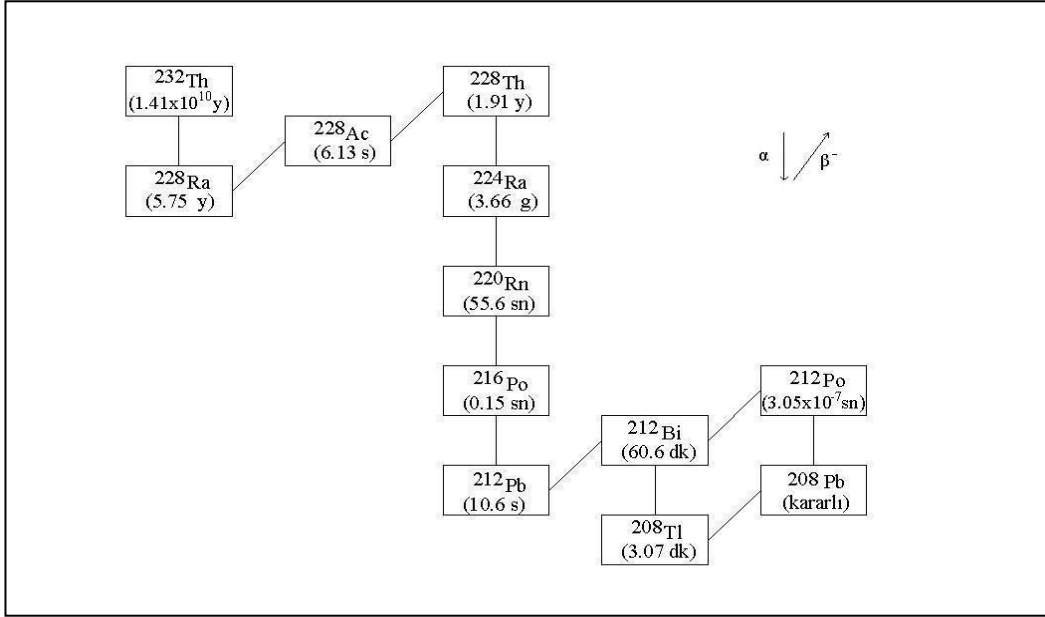 ²³²Th
(1.41x10¹⁰y)
²²⁸Th
(1.91 y)
²²⁸Ac
(6.13 s)
α
β⁻
²²⁸Ra
(5.75 y)
²²⁴Ra
(3.66 g)
²²⁰Rn
(55.6 sn)
²¹⁶Po
(0.15 sn)
²¹²Po
(3.05x10⁻⁷sn)
²¹²Bi
(60.6 dk)
²¹²Pb
(10.6 s)
²⁰⁸Pb
(kararlı)
²⁰⁸Tl
(3.07 dk)